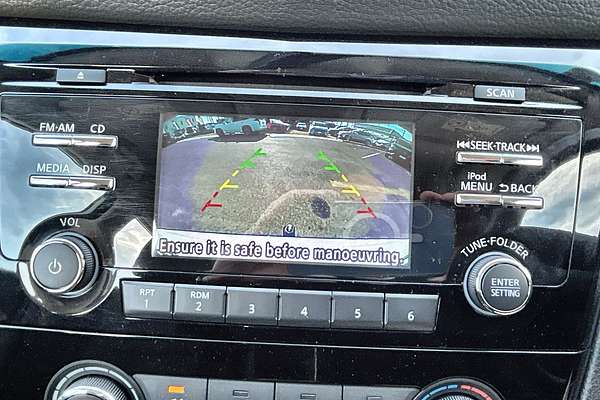 SCAN
FM·AM CD
MEDIA DISP
VOL
SEEK·TRACK
iPod
MENU BACK
TUNE·FOLDER
ENTER
SETTING
Ensure it is safe before manoeuvring.
RPT
1
RDM
2
3
4
5
6